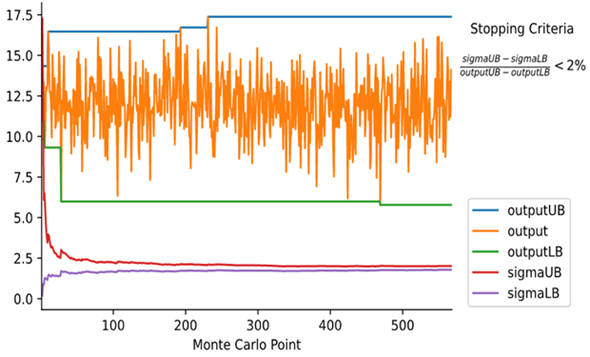 17.5
15.0
12.5
10.0
7.5
5.0
2.5
0.0
100
200
300
400
500
Monte Carlo Point
Stopping Criteria
sigmaUB − sigmaLB
outputUB − outputLB
< 2%
outputUB
output
outputLB
sigmaUB
sigmaLB